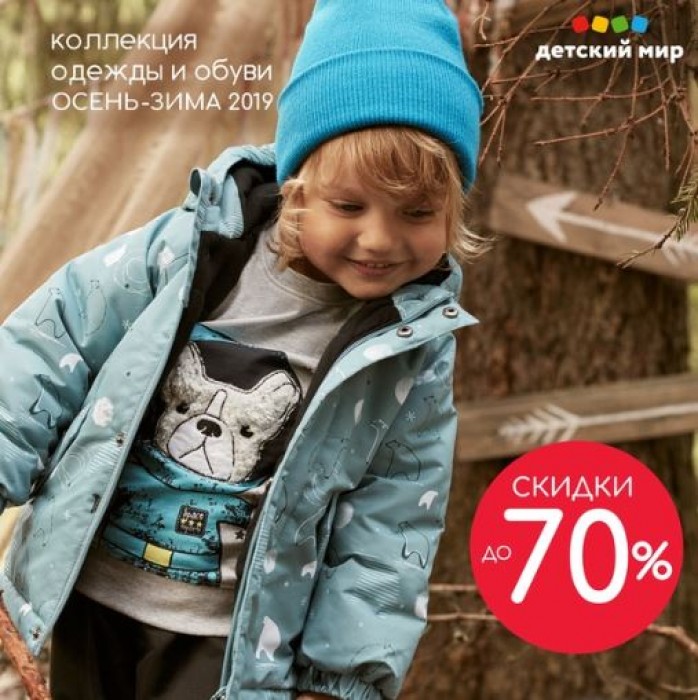 коллекция
одежды и обуви
ОСЕНЬ-ЗИМА 2019
детский мир
СКИДКИ
до 70%